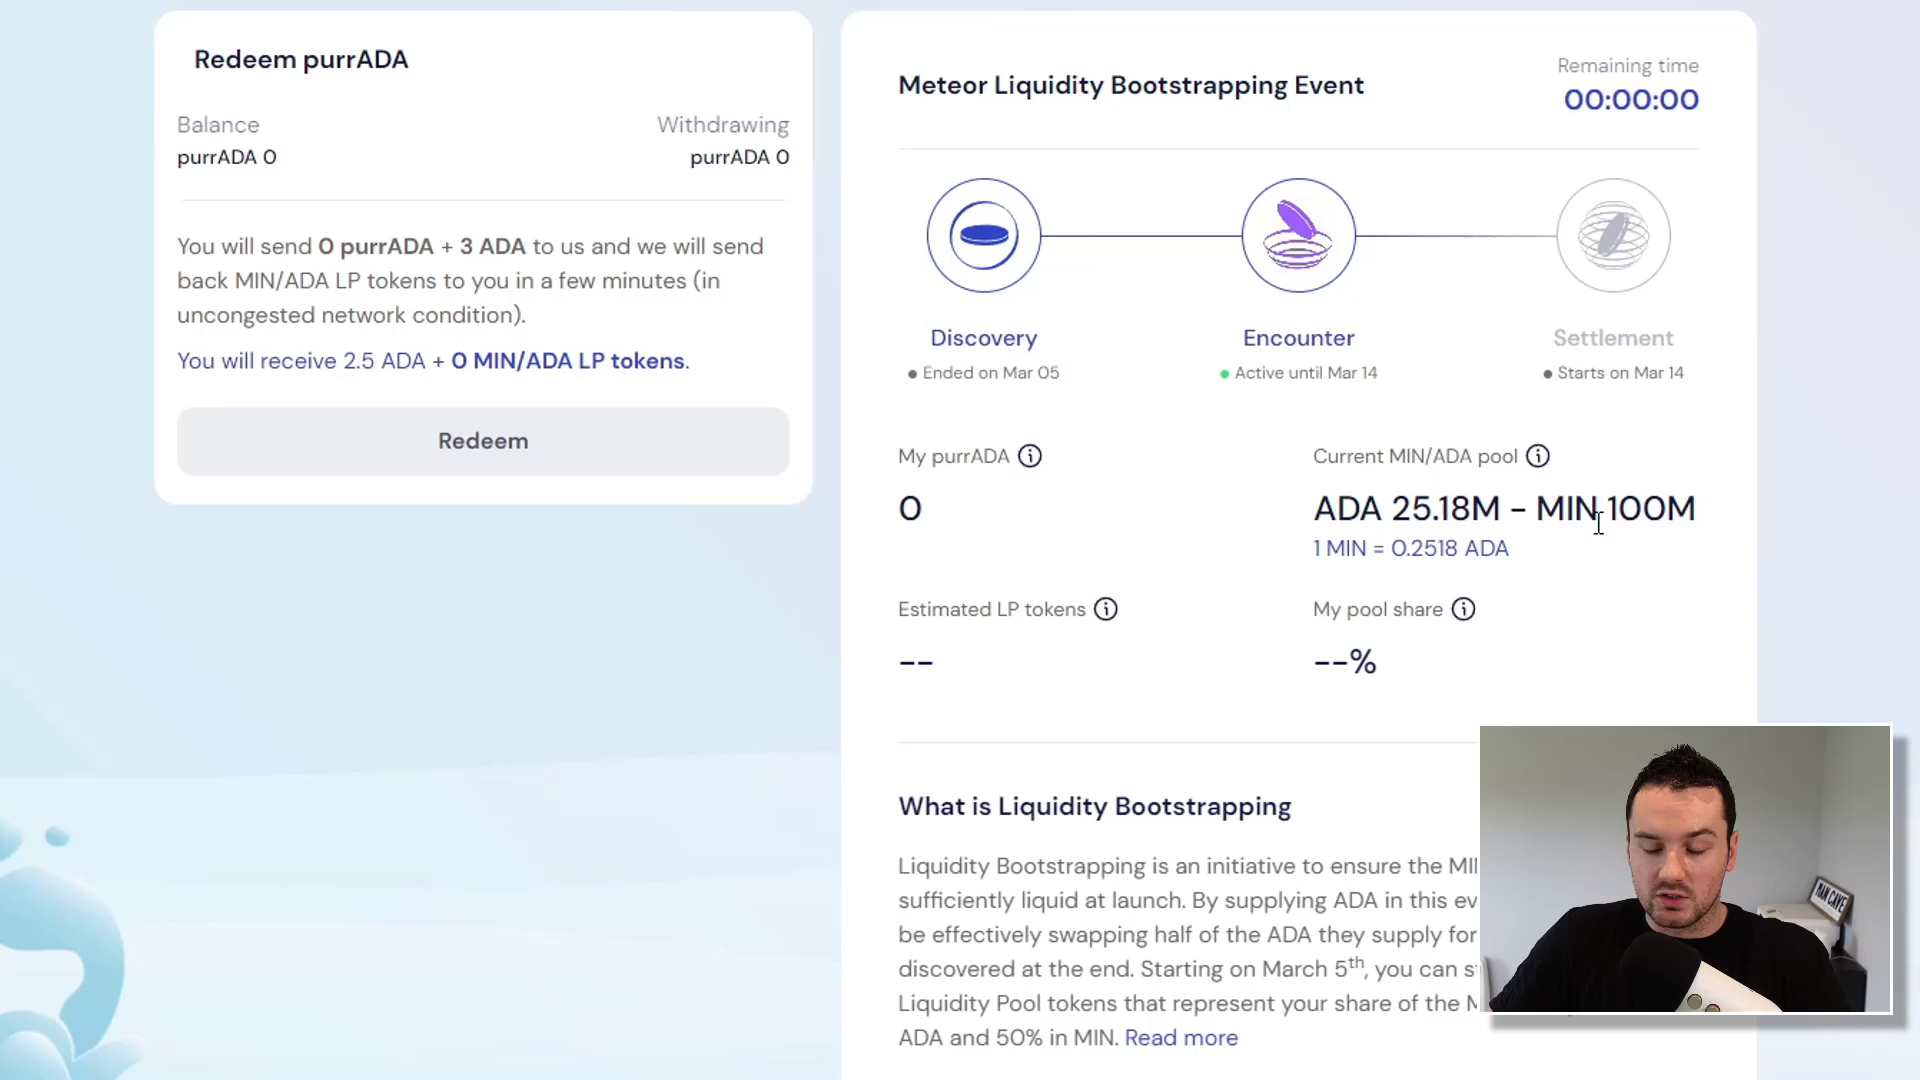 Redeem purrADA
Balance
Withdrawing
purrADA 0
purrADA 0
You will send 0 purrADA + 3 ADA to us and we will send
back MIN/ADA LP tokens to you in a few minutes (in
uncongested network condition).
You will receive 2.5 ADA + 0 MIN/ADA LP tokens.
Redeem
Meteor Liquidity Bootstrapping Event
Remaining time
00:00:00
Discovery
Encounter
Settlement
Ended on Mar 05
Active until Mar 14
Starts on Mar 14
My purrADA
Current MIN/ADA pool
0
ADA 25.18M - MIN 100M
1 MIN = 0.2518 ADA
Estimated LP tokens
My pool share
--
--%
What is Liquidity Bootstrapping
Liquidity Bootstrapping is an initiative to ensure the
sufficiently liquid at launch. By supplying ADA in this
be effectively swapping half of the ADA they supply for
discovered at the end. Starting on March 5th, you can
Liquidity Pool tokens that represent your share of the
ADA and 50% in MIN. Read more
MAN CAVE